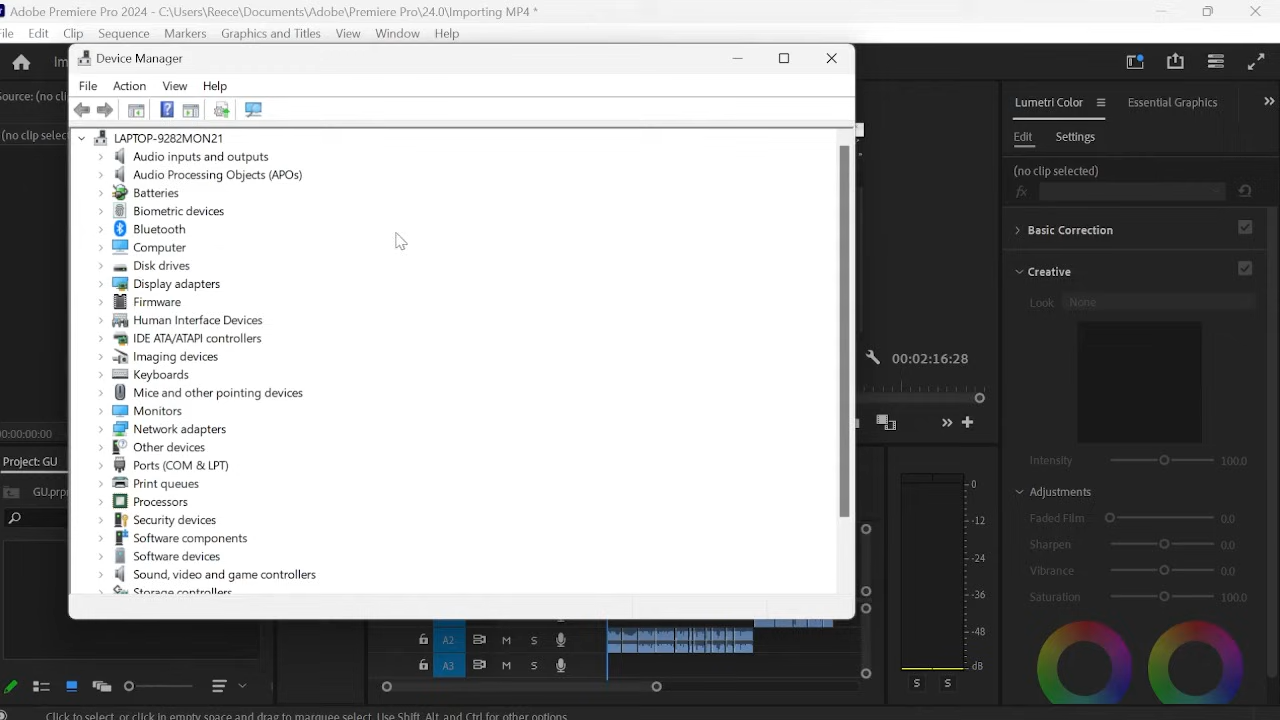 Adobe Premiere Pro 2024 - C:\Users\Reece\Documents\Adobe\Premiere Pro\24.0\Importing MP4 *
File Edit Clip Sequence Markers Graphics and Titles View Window Help
Device Manager
File Action View Help
LAPTOP-9282MON21
Audio inputs and outputs
Audio Processing Objects (APOs)
Batteries
Biometric devices
Bluetooth
Computer
Disk drives
Display adapters
Firmware
Human Interface Devices
IDE ATA/ATAPI controllers
Imaging devices
Keyboards
Mice and other pointing devices
Monitors
Network adapters
Other devices
Ports (COM & LPT)
Print queues
Processors
Security devices
Software components
Software devices
Sound, video and game controllers
Storage controllers
Im
Source: (no cli
(no clip selec
00:00:00:00
Project: GU
GU.prp
00:02:16:28
A2 M S
A3 M S
0
-12
-24
-36
-48
dB
S S
Lumetri Color Essential Graphics
Edit Settings
(no clip selected)
fx
Basic Correction
Creative
Look None
Intensity 100.0
Adjustments
Faded Film 0.0
Sharpen 0.0
Vibrance 0.0
Saturation 100.0
Click to select, or click in empty space and drag to marquee select. Use Shift, Alt, and Ctrl for other options.